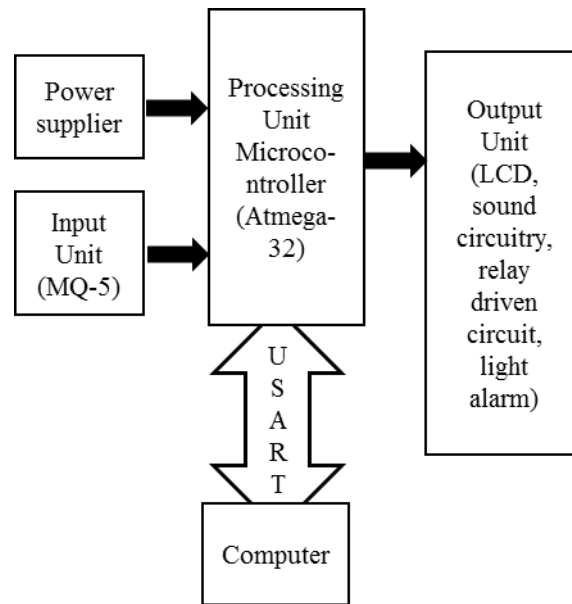 Power
supplier
Input
Unit
(MQ-5)
Processing
Unit
Microco-
ntroller
(Atmega-
32)
Output
Unit
(LCD,
sound
circuitry,
relay
driven
circuit,
light
alarm)
U
S
A
R
T
Computer